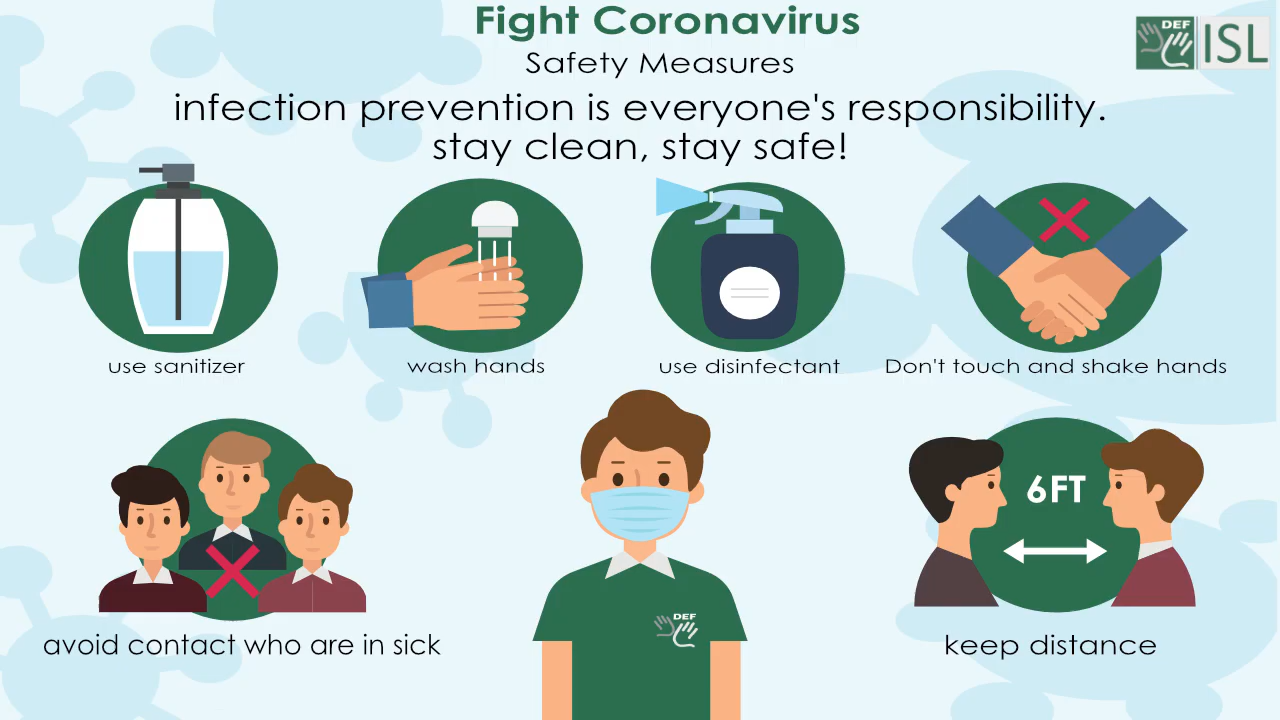 Fight Coronavirus
DEF
ISL
Safety Measures
infection prevention is everyone's responsibility.
stay clean, stay safe!
use sanitizer
wash hands
use disinfectant
Don't touch and shake hands
6FT
DEF
avoid contact who are in sick
keep distance